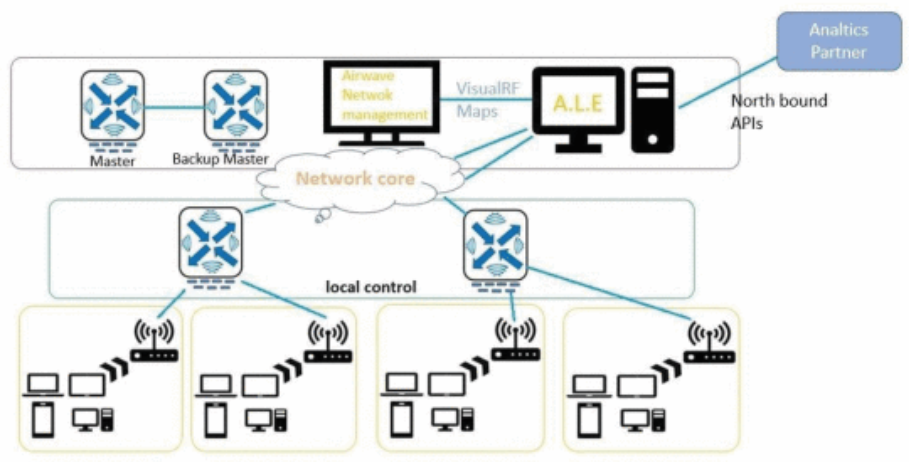 Analtics
Partner
Airwave
Netwok
management
VisualRF
Maps
A.L.E
North bound
APIs
Master
Backup Master
Network core
local control